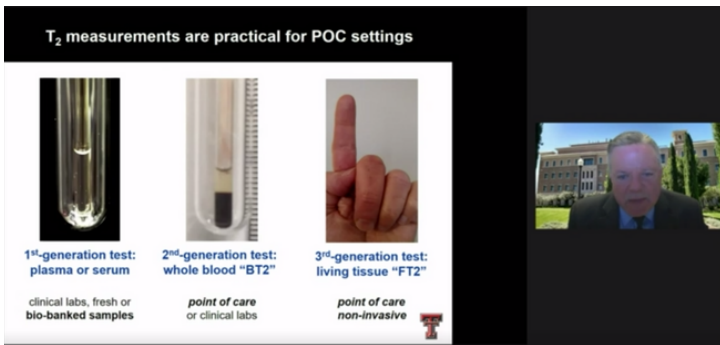 T₂ measurements are practical for POC settings
1st-generation test:
plasma or serum
clinical labs, fresh or
bio-banked samples
2nd-generation test:
whole blood “BT2”
point of care
or clinical labs
3rd-generation test:
living tissue “FT2”
point of care
non-invasive